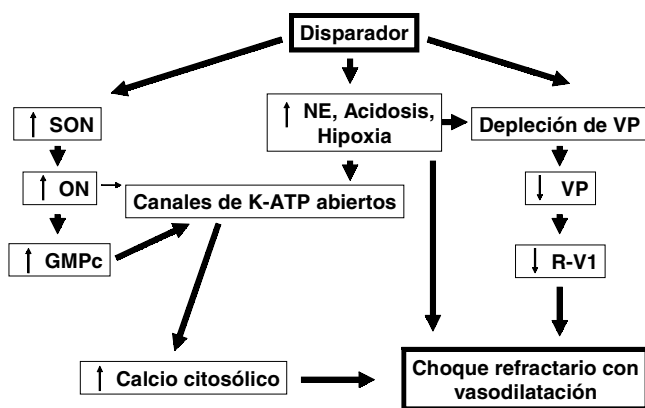 Disparador
↑ SON
↑ NE, Acidosis,
Hipoxia
Depleción de VP
↑ ON
Canales de K-ATP abiertos
↓ VP
↑ GMPc
↓ R-V1
↑ Calcio citosólico
Choque refractario con
vasodilatación